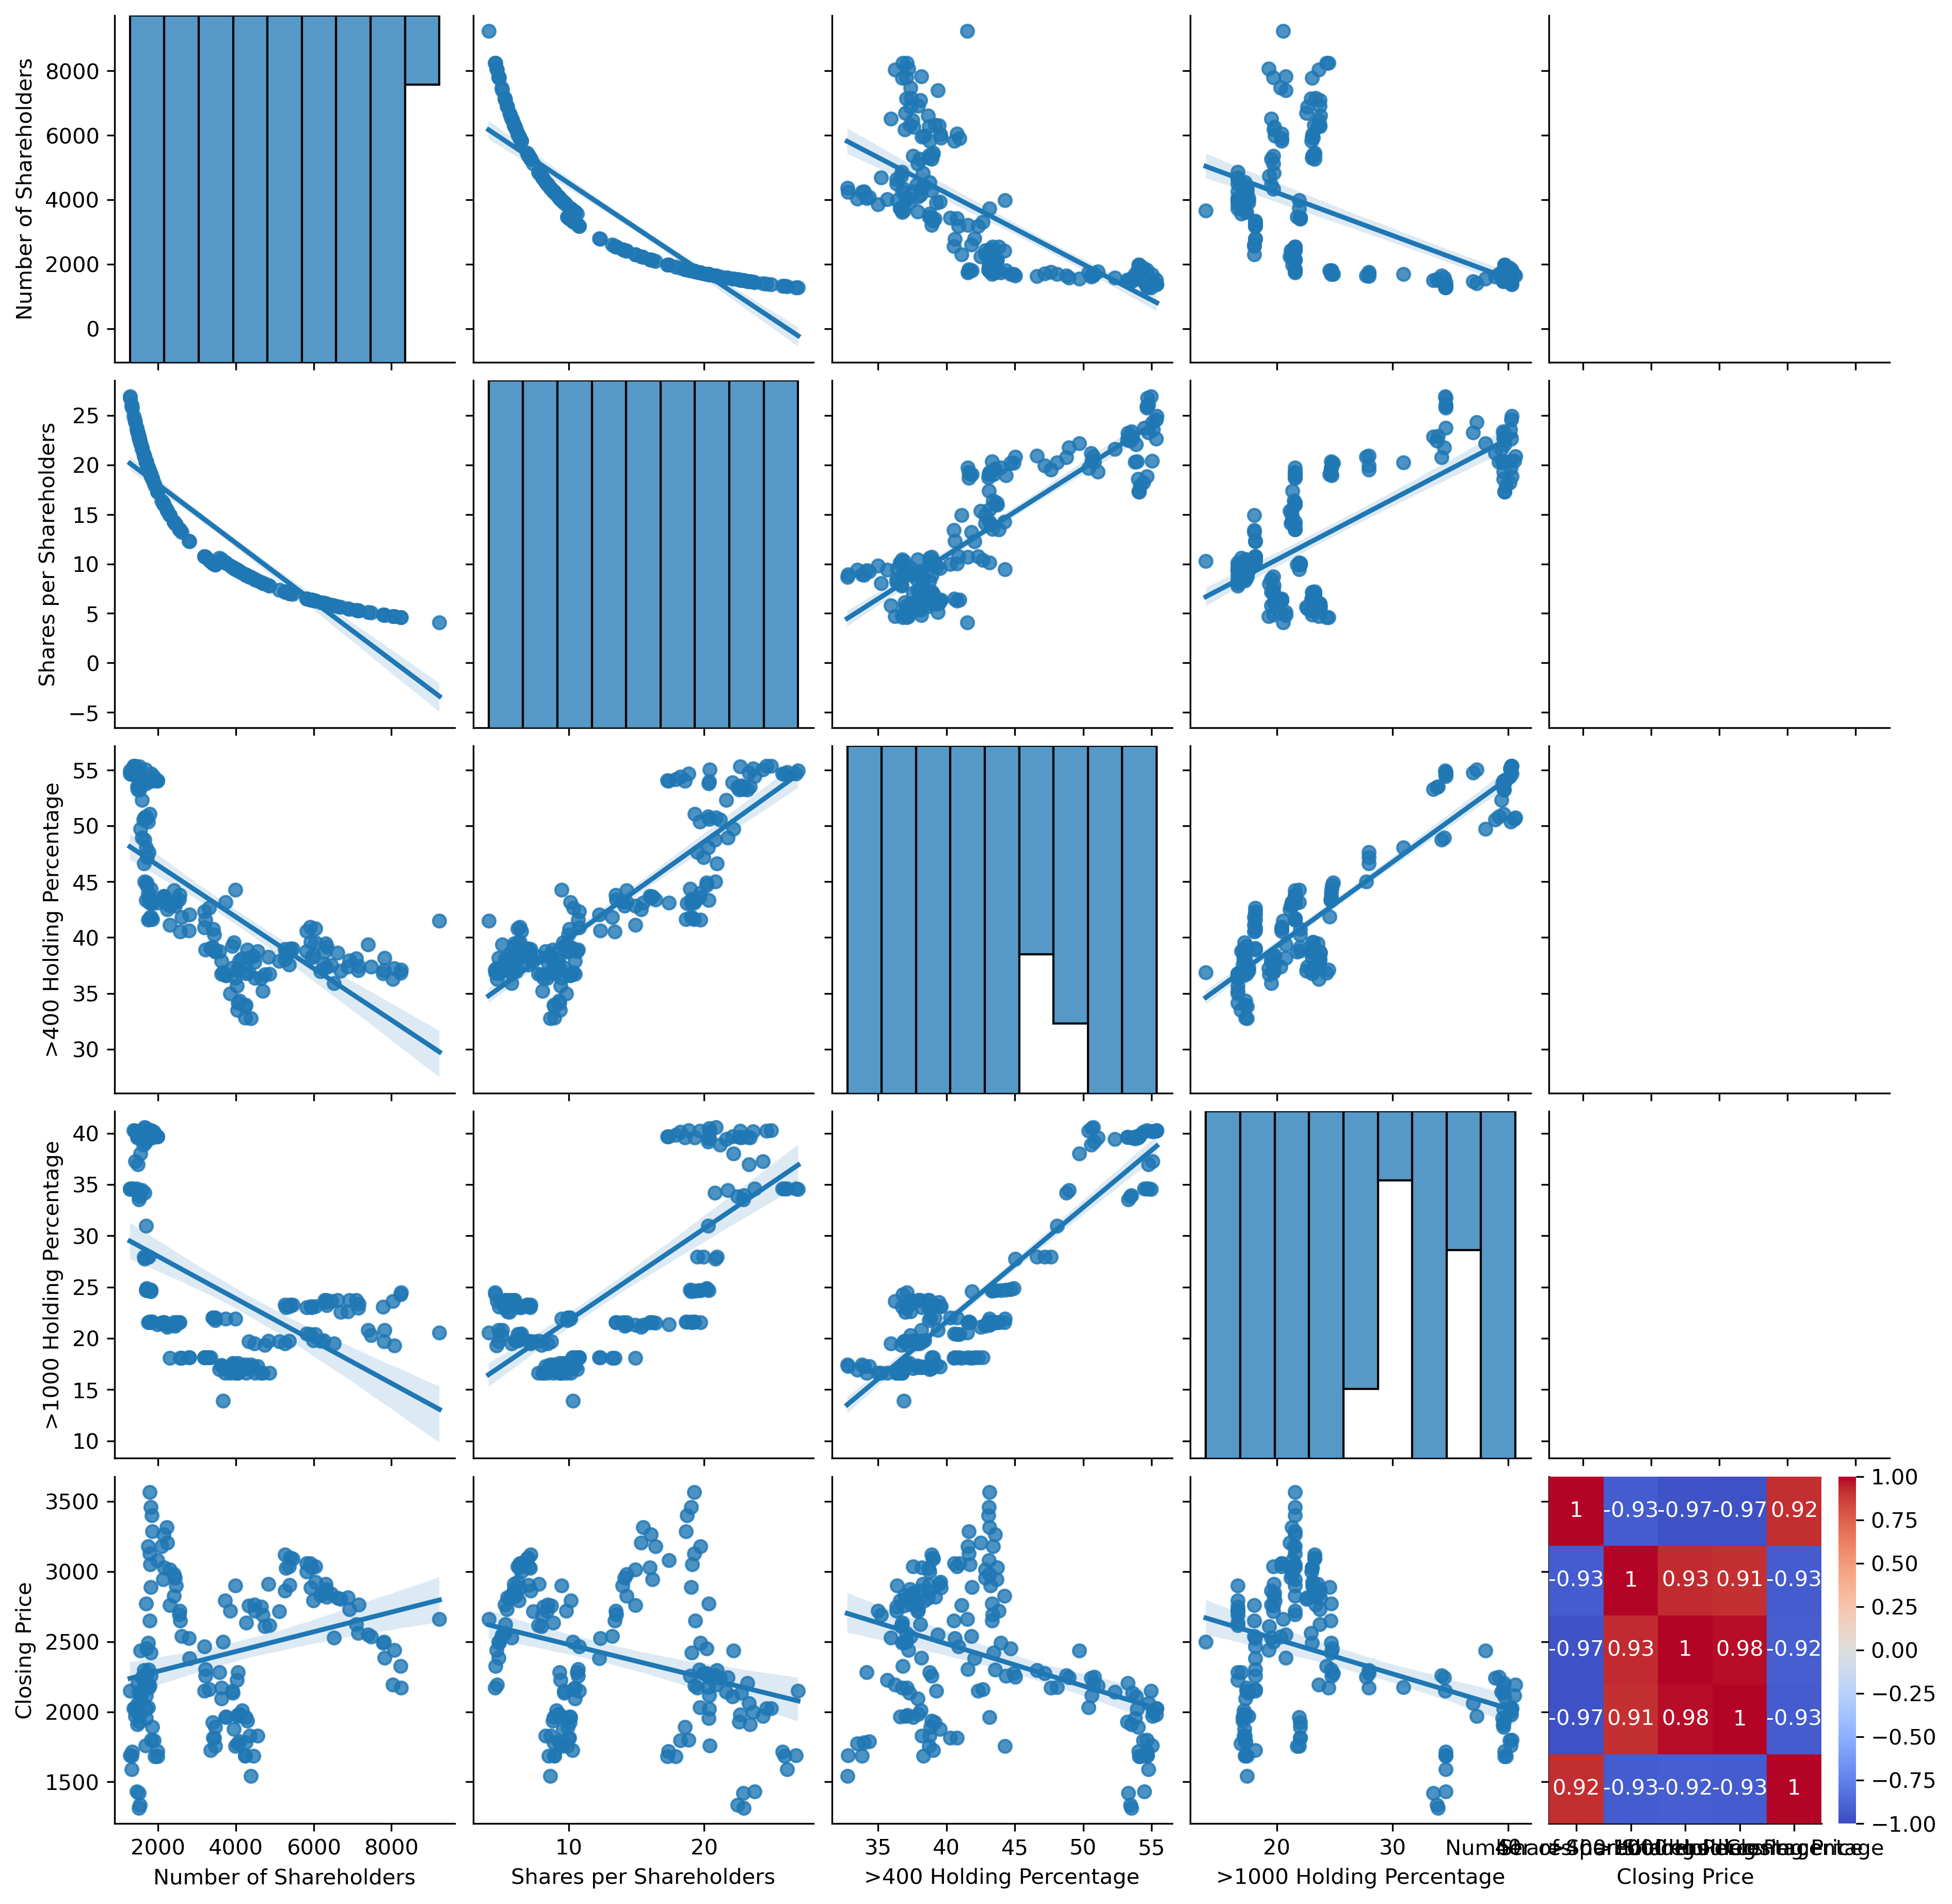 Number of Shareholders
8000
6000
4000
2000
0
Shares per Shareholders
25
20
15
10
5
0
−5
>400 Holding Percentage
55
50
45
40
35
30
>1000 Holding Percentage
40
35
30
25
20
15
10
Closing Price
3500
3000
2500
2000
1500
1 -0.93 -0.97 -0.97 0.92
-0.93 1 0.93 0.91 -0.93
-0.97 0.93 1 0.98 -0.92
-0.97 0.91 0.98 1 -0.93
0.92 -0.93 -0.92 -0.93 1
1.00
0.75
0.50
0.25
0.00
−0.25
−0.50
−0.75
−1.00
2000 4000 6000 8000
10 20
35 40 45 50 55
20 30 40
Number of Shareholders
Shares per Shareholders
>400 Holding Percentage
>1000 Holding Percentage
Closing Price